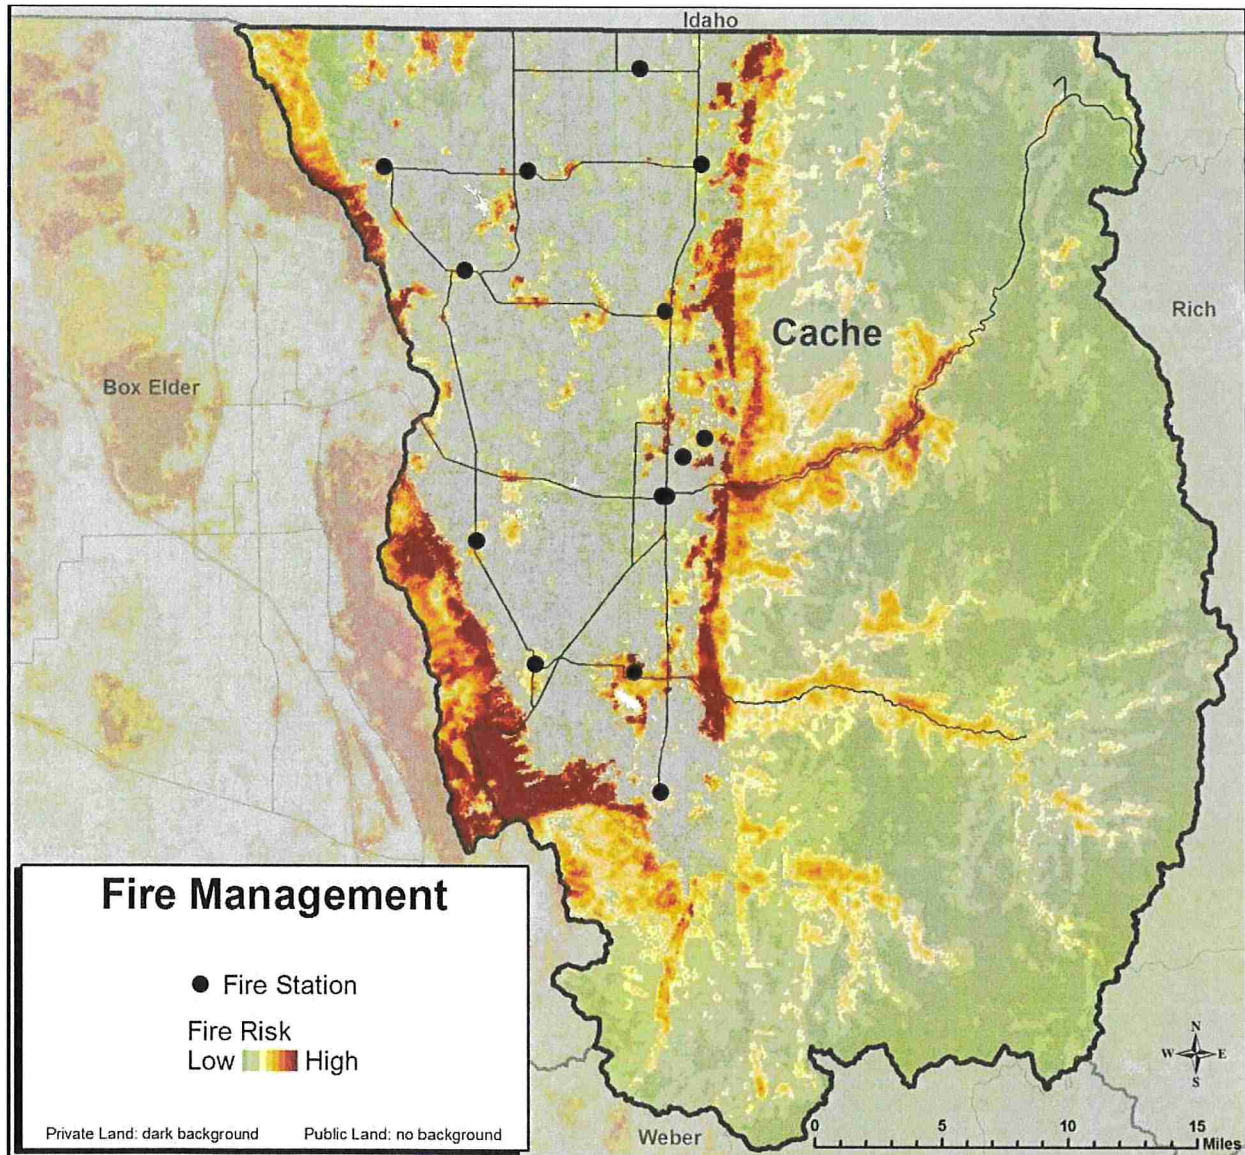 Idaho
Cache
Rich
Box Elder
Fire Management
Fire Station
Fire Risk
Low High
Private Land: dark background Public Land: no background
Weber
N
W E
S
0 5 10 15
Miles